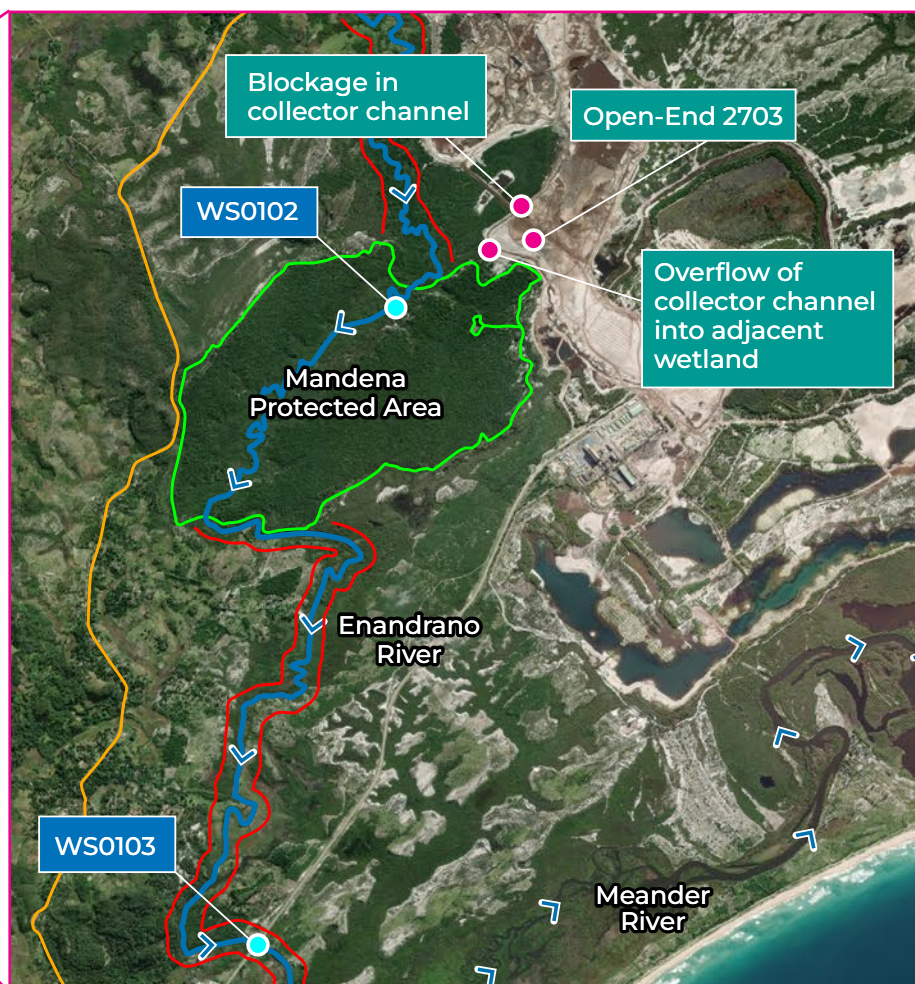 Blockage in
collector channel
Open-End 2703
WS0102
Overflow of
collector channel
into adjacent
wetland
Mandena
Protected Area
Enandrano
River
WS0103
Meander
River